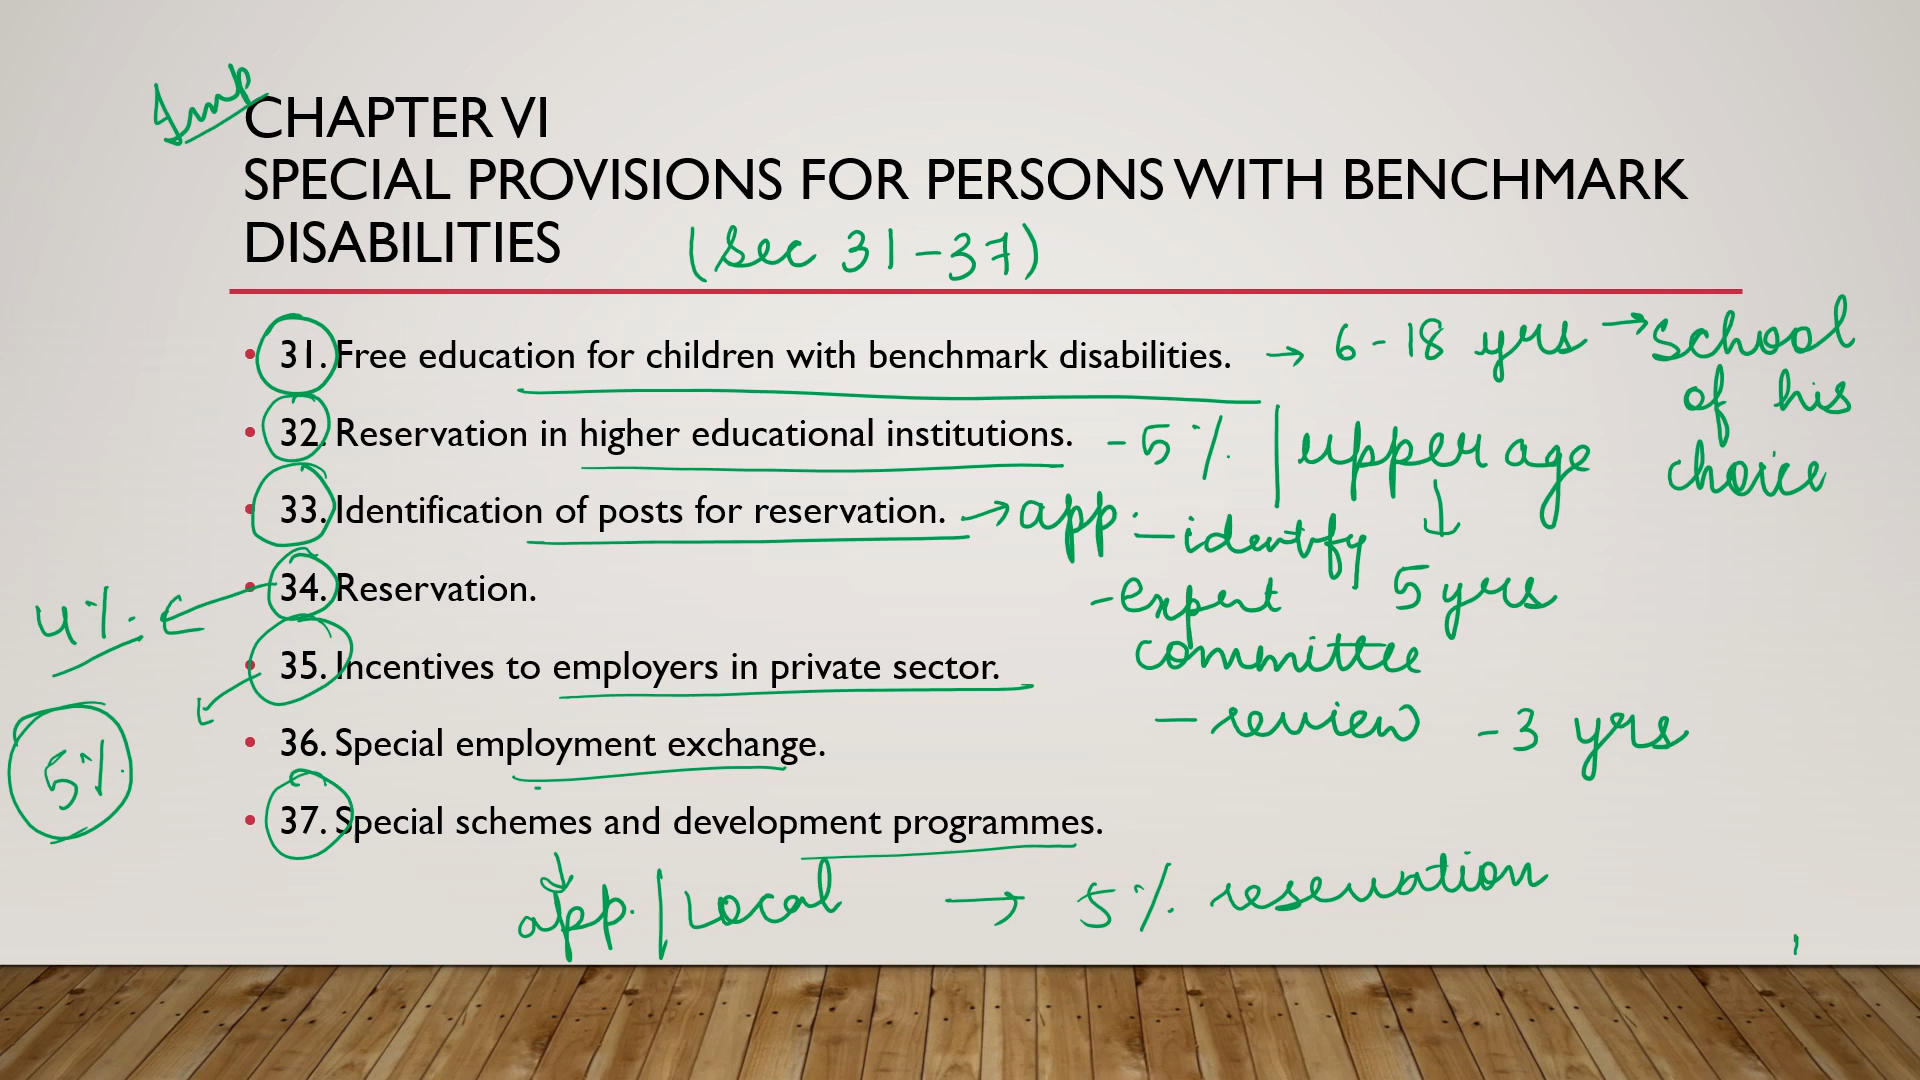 Imp
CHAPTER VI
SPECIAL PROVISIONS FOR PERSONS WITH BENCHMARK
DISABILITIES (Sec 31-37)
• 31. Free education for children with benchmark disabilities. → 6-18 yrs → School
of his
choice
• 32. Reservation in higher educational institutions. -5% | upper age
↓
5 yrs
• 33. Identification of posts for reservation. → app. - identify
- expert
committee
- review - 3 yrs
• 34. Reservation.
4%
• 35. Incentives to employers in private sector.
5%
• 36. Special employment exchange.
• 37. Special schemes and development programmes.
app. | Local → 5% reservation